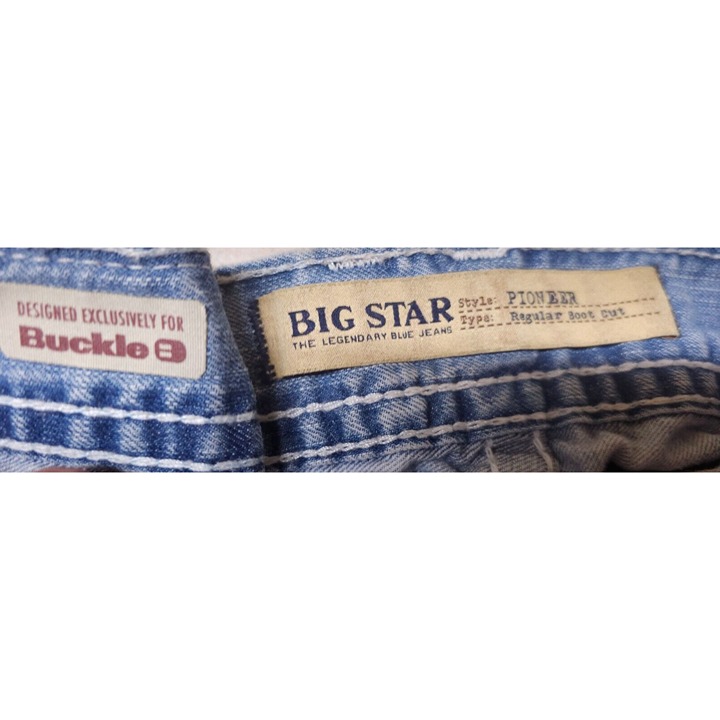 DESIGNED EXCLUSIVELY FOR
Buckle B
BIG STAR
THE LEGENDARY BLUE JEANS
Style: PIONEER
Type: Regular Boot Cut